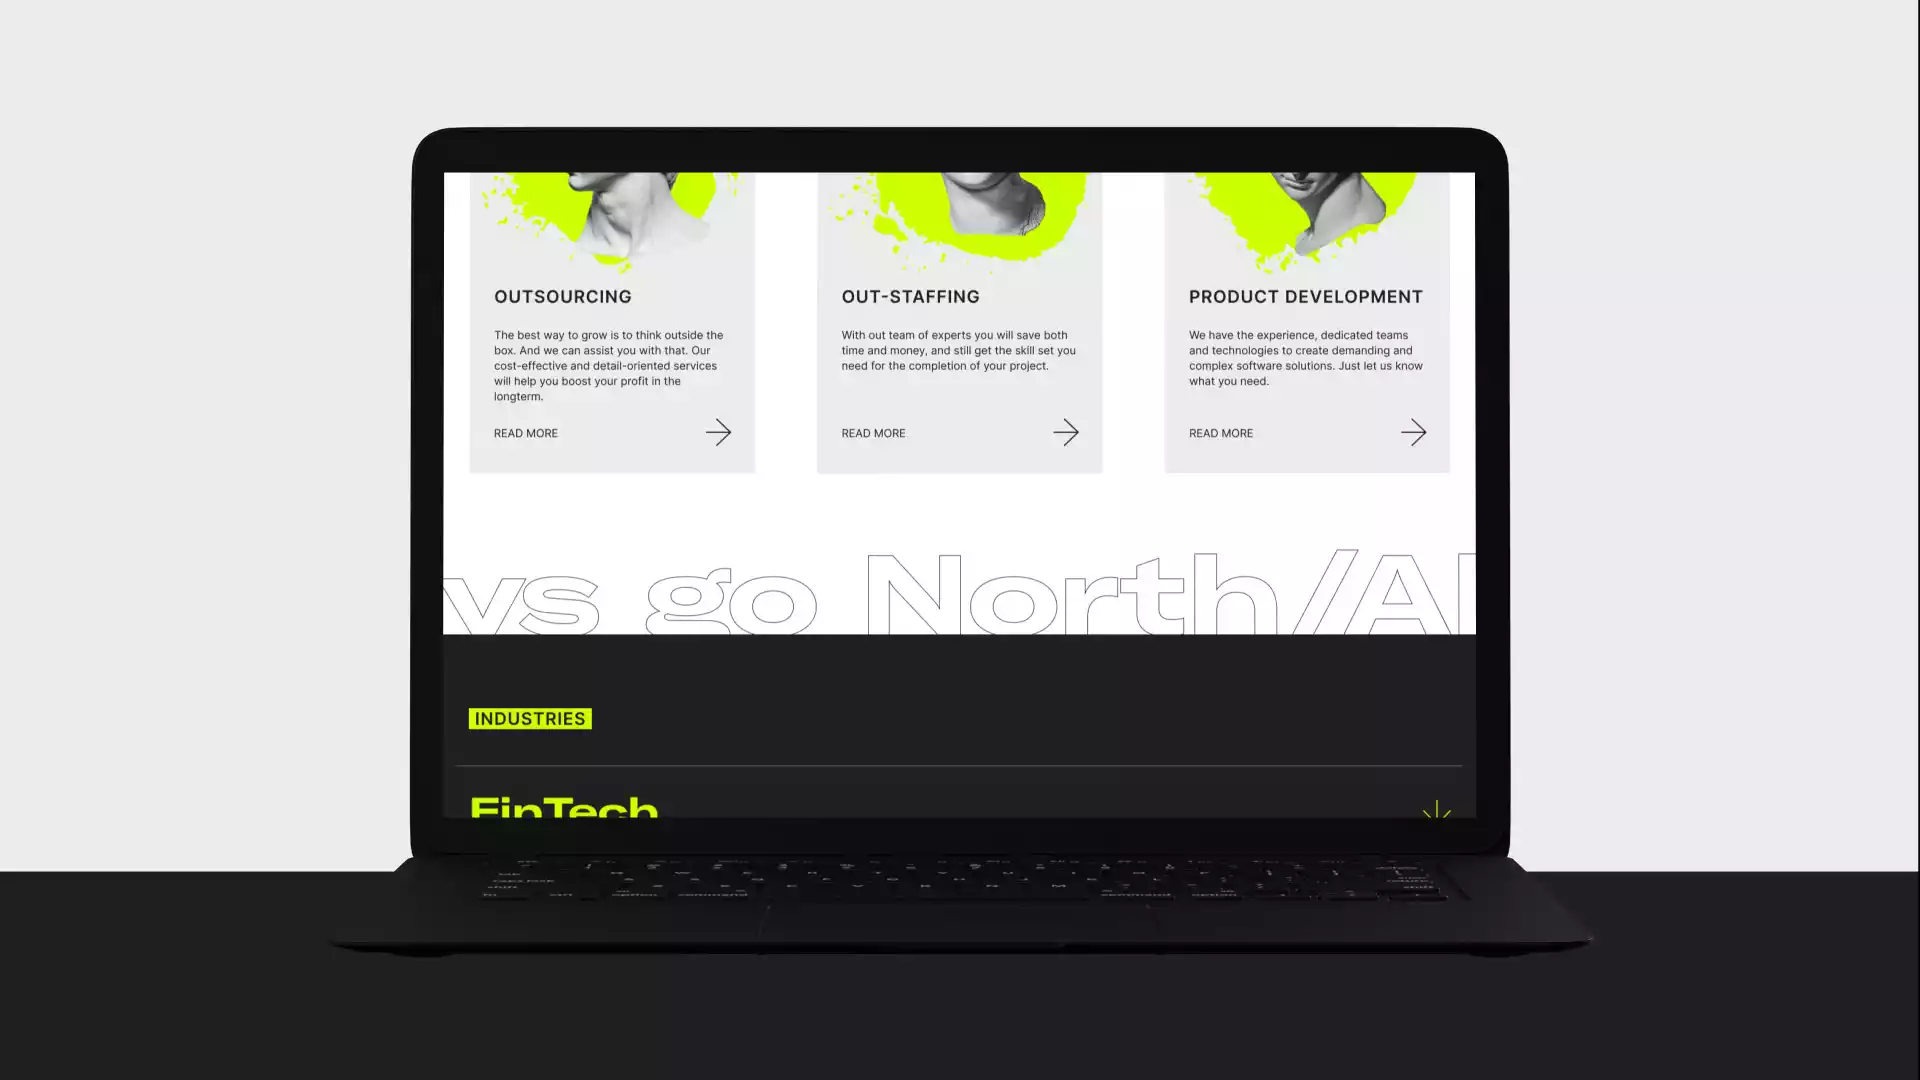 OUTSOURCING
The best way to grow is to think outside the
box. And we can assist you with that. Our
cost-effective and detail-oriented services
will help you boost your profit in the
longterm.
READ MORE
OUT-STAFFING
With out team of experts you will save both
time and money, and still get the skill set you
need for the completion of your project.
READ MORE
PRODUCT DEVELOPMENT
We have the experience, dedicated teams
and technologies to create demanding and
complex software solutions. Just let us know
what you need.
READ MORE
ys go North/Al
INDUSTRIES
FinTech